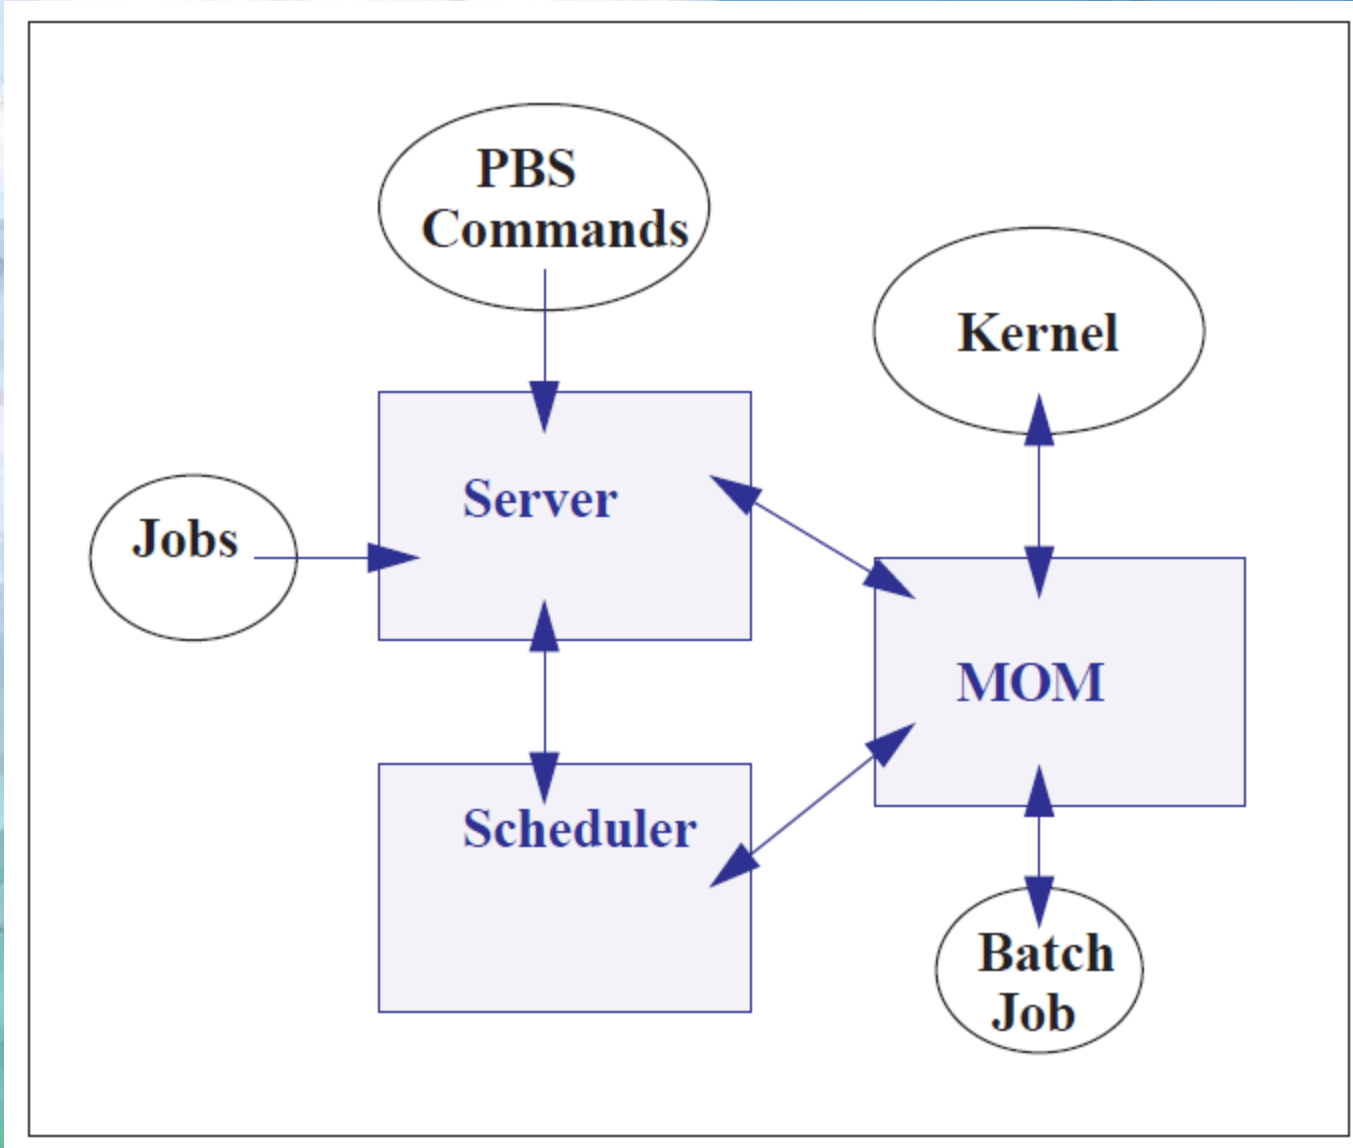 PBS
Commands
Kernel
Server
Jobs
MOM
Scheduler
Batch
Job